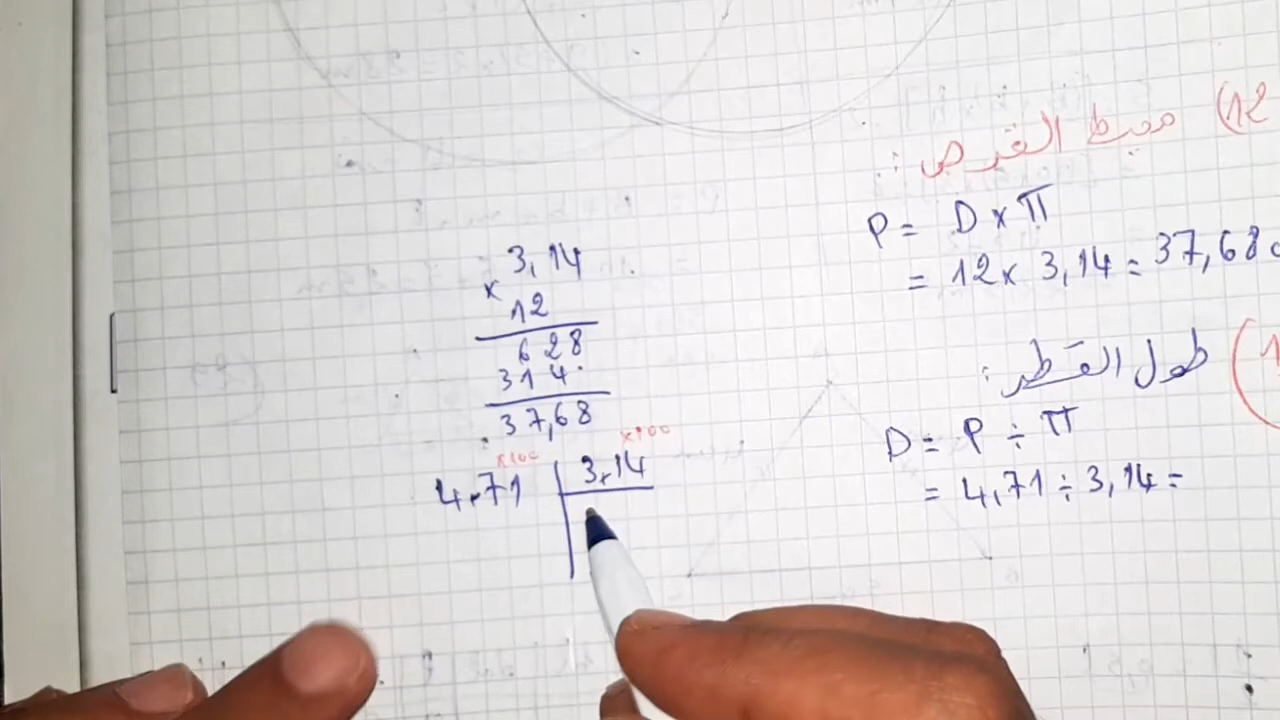 12) محيط القرص :
P = D x π
= 12 x 3,14 = 37,68 c
طول القطر :
D = P ÷ π
= 4,71 ÷ 3,14 =
3,14
x 12
628
314.
37,68
x100 x100
4,71 3,14